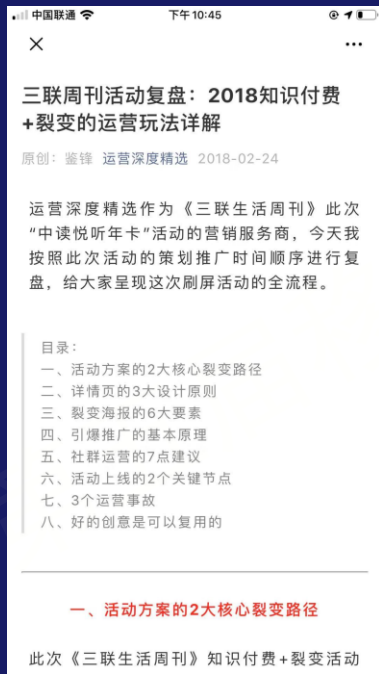 中国联通 下午10:45
三联周刊活动复盘：2018知识付费
+裂变的运营玩法详解
原创：鉴锋 运营深度精选 2018-02-24
运营深度精选作为《三联生活周刊》此次
“中读悦听年卡”活动的营销服务商，今天我
按照此次活动的策划推广时间顺序进行复
盘，给大家呈现这次刷屏活动的全流程。
目录：
一、活动方案的2大核心裂变路径
二、详情页的3大设计原则
三、裂变海报的6大要素
四、引爆推广的基本原理
五、社群运营的7点建议
六、活动上线的2个关键节点
七、3个运营事故
八、好的创意是可以复用的
一、活动方案的2大核心裂变路径
此次《三联生活周刊》知识付费+裂变活动